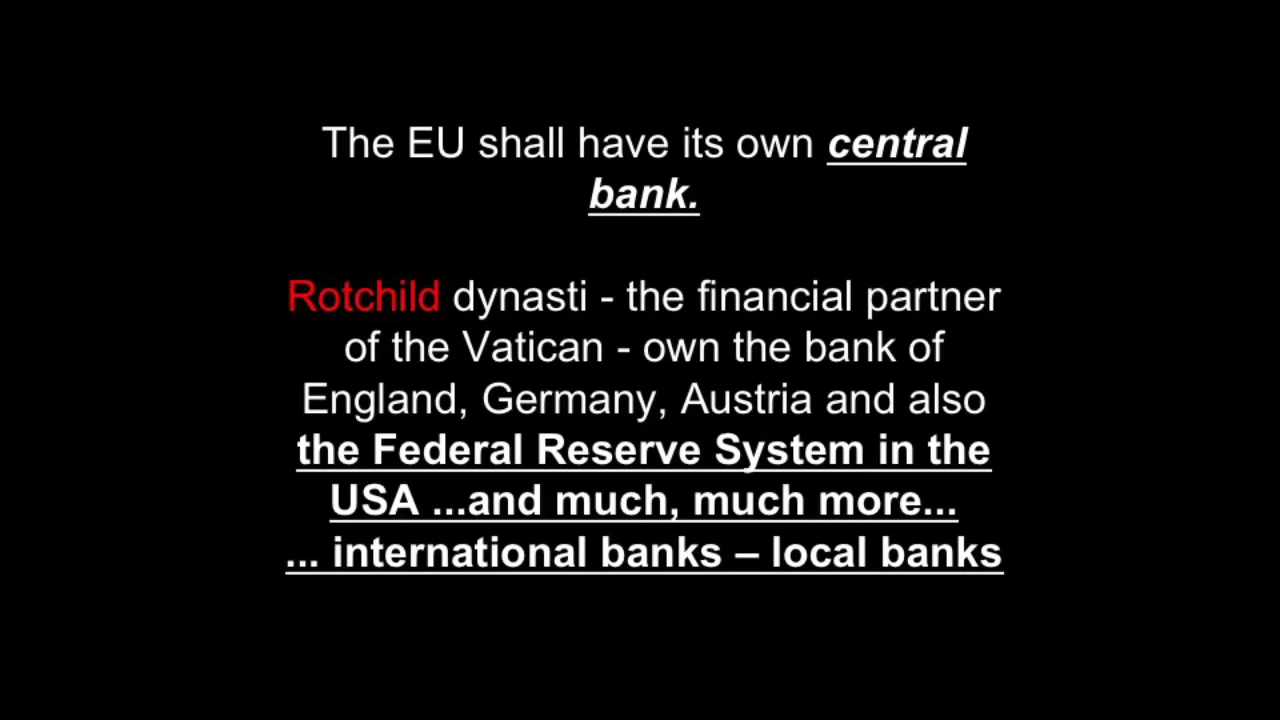 The EU shall have its own central
bank.
Rotchild dynasti - the financial partner
of the Vatican - own the bank of
England, Germany, Austria and also
the Federal Reserve System in the
USA ...and much, much more...
... international banks – local banks